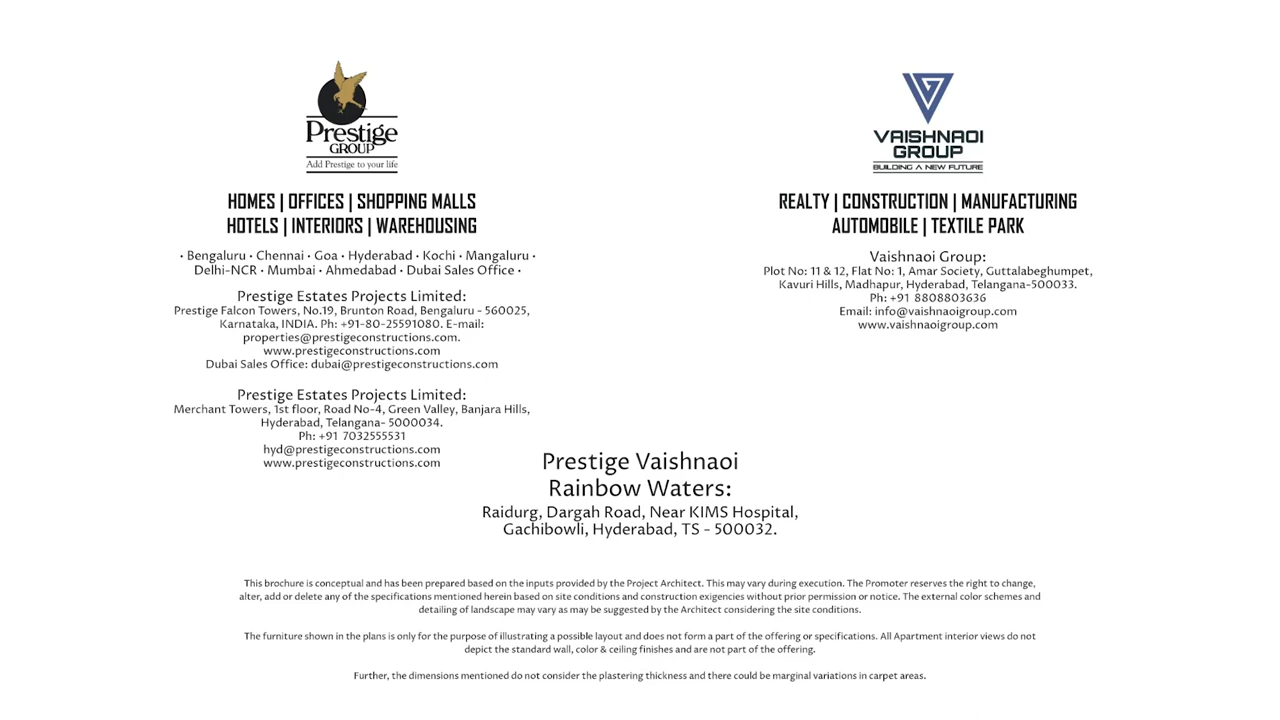 Prestige
GROUP
Add Prestige to your life
HOMES | OFFICES | SHOPPING MALLS
HOTELS | INTERIORS | WAREHOUSING
• Bengaluru • Chennai • Goa • Hyderabad • Kochi • Mangaluru •
Delhi-NCR • Mumbai • Ahmedabad • Dubai Sales Office •
Prestige Estates Projects Limited:
Prestige Falcon Towers, No.19, Brunton Road, Bengaluru - 560025,
Karnataka, INDIA. Ph: +91-80-25591080. E-mail:
properties@prestigeconstructions.com.
www.prestigeconstructions.com
Dubai Sales Office: dubai@prestigeconstructions.com
Prestige Estates Projects Limited:
Merchant Towers, 1st floor, Road No-4, Green Valley, Banjara Hills,
Hyderabad, Telangana- 5000034.
Ph: +91 7032555531
hyd@prestigeconstructions.com
www.prestigeconstructions.com
VAISHNAOI
GROUP
BUILDING A NEW FUTURE
REALTY | CONSTRUCTION | MANUFACTURING
AUTOMOBILE | TEXTILE PARK
Vaishnaoi Group:
Plot No: 11 & 12, Flat No: 1, Amar Society, Guttalabeghumpet,
Kavuri Hills, Madhapur, Hyderabad, Telangana-500033.
Ph: +91 8808803636
Email: info@vaishnaoigroup.com
www.vaishnaoigroup.com
Prestige Vaishnaoi
Rainbow Waters:
Raidurg, Dargah Road, Near KIMS Hospital,
Gachibowli, Hyderabad, TS - 500032.
This brochure is conceptual and has been prepared based on the inputs provided by the Project Architect. This may vary during execution. The Promoter reserves the right to change,
alter, add or delete any of the specifications mentioned herein based on site conditions and construction exigencies without prior permission or notice. The external color schemes and
detailing of landscape may vary as may be suggested by the Architect considering the site conditions.
The furniture shown in the plans is only for the purpose of illustrating a possible layout and does not form a part of the offering or specifications. All Apartment interior views do not
depict the standard wall, color & ceiling finishes and are not part of the offering.
Further, the dimensions mentioned do not consider the plastering thickness and there could be marginal variations in carpet areas.